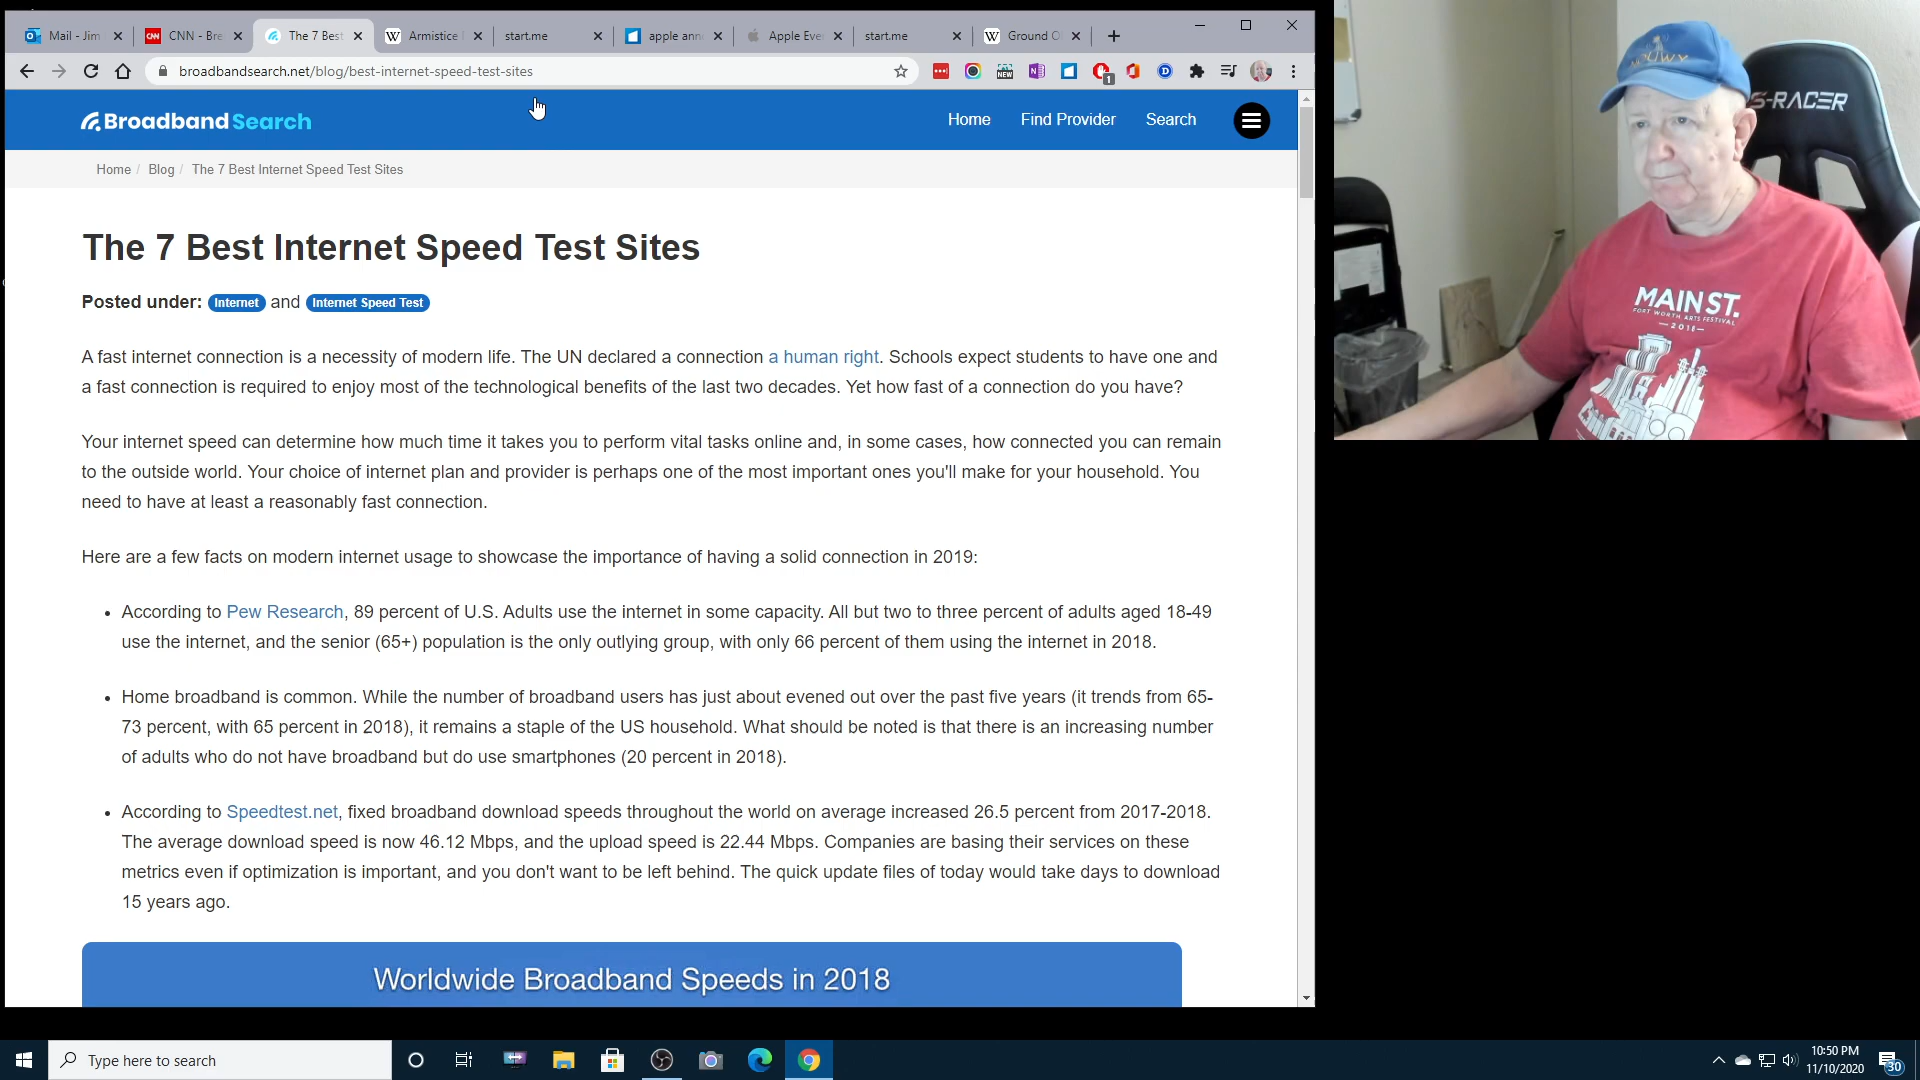 Mail - Jim
CNN - Bre
The 7 Best
Armistice
start.me
apple ann
Apple Eve
start.me
Ground O
broadbandsearch.net/blog/best-internet-speed-test-sites
NEW
1
BroadbandSearch
Home
Find Provider
Search
Home / Blog / The 7 Best Internet Speed Test Sites
The 7 Best Internet Speed Test Sites
Posted under: Internet and Internet Speed Test
A fast internet connection is a necessity of modern life. The UN declared a connection a human right. Schools expect students to have one and
a fast connection is required to enjoy most of the technological benefits of the last two decades. Yet how fast of a connection do you have?
Your internet speed can determine how much time it takes you to perform vital tasks online and, in some cases, how connected you can remain
to the outside world. Your choice of internet plan and provider is perhaps one of the most important ones you'll make for your household. You
need to have at least a reasonably fast connection.
Here are a few facts on modern internet usage to showcase the importance of having a solid connection in 2019:
• According to Pew Research, 89 percent of U.S. Adults use the internet in some capacity. All but two to three percent of adults aged 18-49
use the internet, and the senior (65+) population is the only outlying group, with only 66 percent of them using the internet in 2018.
• Home broadband is common. While the number of broadband users has just about evened out over the past five years (it trends from 65-
73 percent, with 65 percent in 2018), it remains a staple of the US household. What should be noted is that there is an increasing number
of adults who do not have broadband but do use smartphones (20 percent in 2018).
• According to Speedtest.net, fixed broadband download speeds throughout the world on average increased 26.5 percent from 2017-2018.
The average download speed is now 46.12 Mbps, and the upload speed is 22.44 Mbps. Companies are basing their services on these
metrics even if optimization is important, and you don't want to be left behind. The quick update files of today would take days to download
15 years ago.
Worldwide Broadband Speeds in 2018
S-RACER
MAIN ST.
FORT WORTH ARTS FESTIVAL
2018
Type here to search
10:50 PM
11/10/2020
30